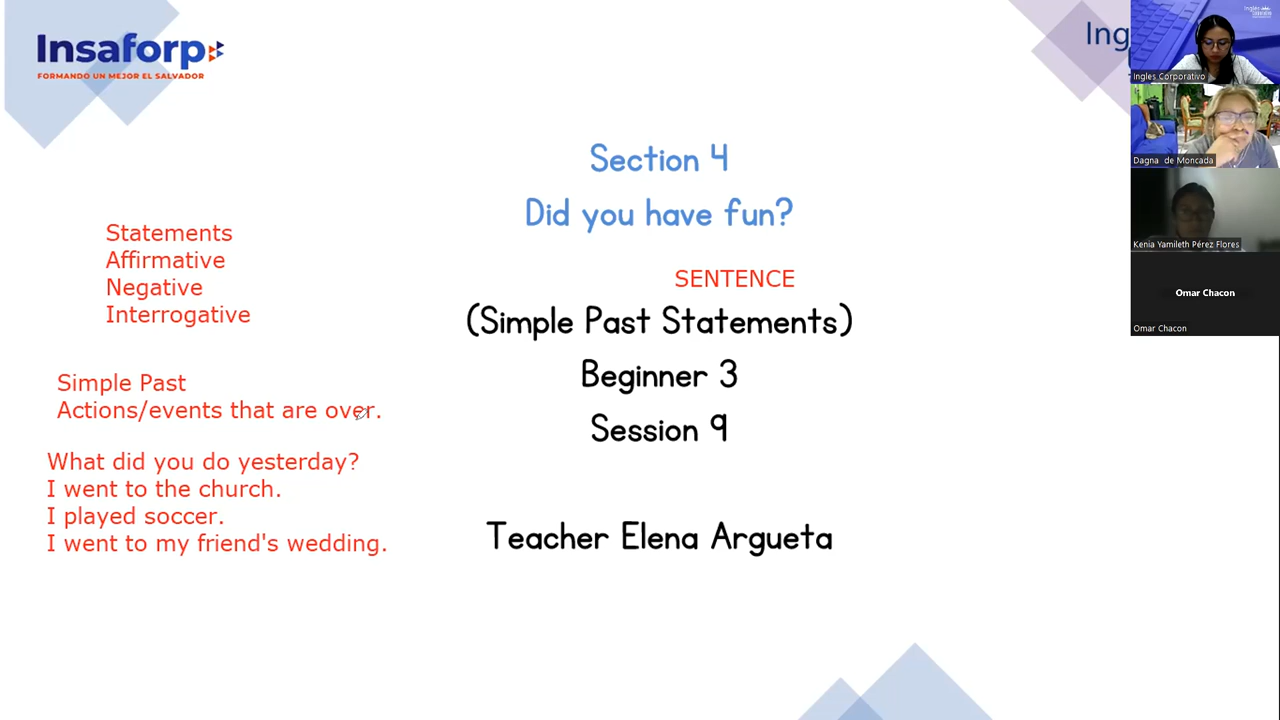 Insaforp
FORMANDO UN MEJOR EL SALVADOR
Section 4
Did you have fun?
SENTENCE
(Simple Past Statements)
Beginner 3
Session 9
Teacher Elena Argueta
Statements
Affirmative
Negative
Interrogative
Simple Past
Actions/events that are over.
What did you do yesterday?
I went to the church.
I played soccer.
I went to my friend's wedding.
Ing
Ingles Corporativo
Dagna de Moncada
Kenia Yamileth Pérez Flores
Omar Chacon
Omar Chacon